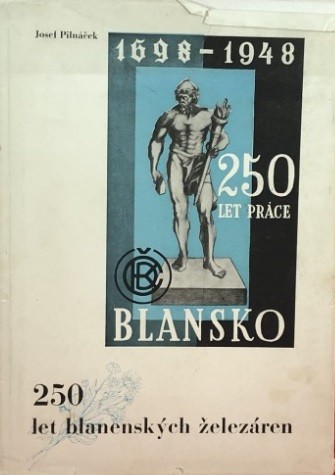 Josef Pilnáček
1698 - 1948
250
LET PRÁCE
ČKD
BLANSKO
250
let blanenských železáren